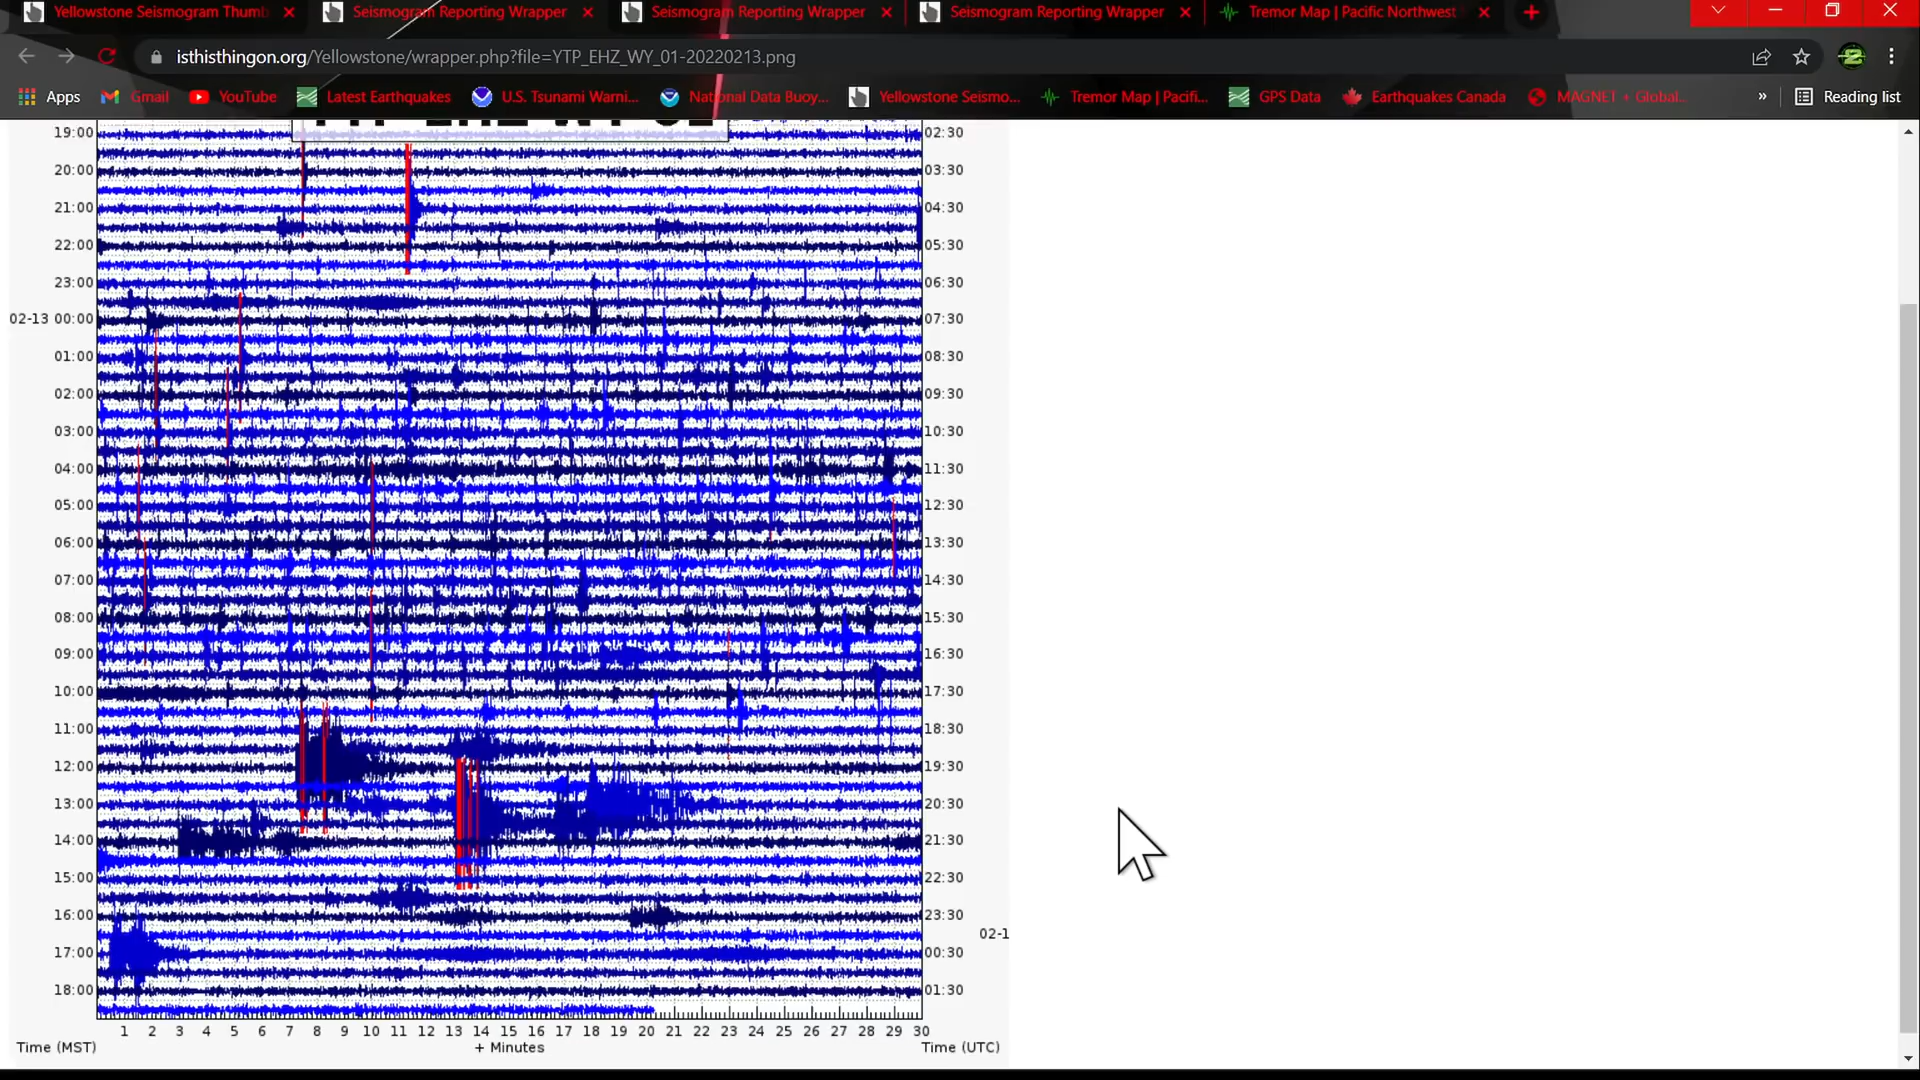 Yellowstone Seismogram Thumb
Seismogram Reporting Wrapper
Seismogram Reporting Wrapper
Seismogram Reporting Wrapper
Tremor Map | Pacific Northwest
isthisthingon.org/Yellowstone/wrapper.php?file=YTP_EHZ_WY_01-20220213.png
Apps
Gmail
YouTube
Latest Earthquakes
U.S. Tsunami Warni...
National Data Buoy...
Yellowstone Seismo...
Tremor Map | Pacifi...
GPS Data
Earthquakes Canada
MAGNET + Global...
»
Reading list
19:00 02:30
20:00 03:30
21:00 04:30
22:00 05:30
23:00 06:30
02-13 00:00 07:30
01:00 08:30
02:00 09:30
03:00 10:30
04:00 11:30
05:00 12:30
06:00 13:30
07:00 14:30
08:00 15:30
09:00 16:30
10:00 17:30
11:00 18:30
12:00 19:30
13:00 20:30
14:00 21:30
15:00 22:30
16:00 23:30
02-1
17:00 00:30
18:00 01:30
1 2 3 4 5 6 7 8 9 10 11 12 13 14 15 16 17 18 19 20 21 22 23 24 25 26 27 28 29 30
Time (MST) + Minutes Time (UTC)